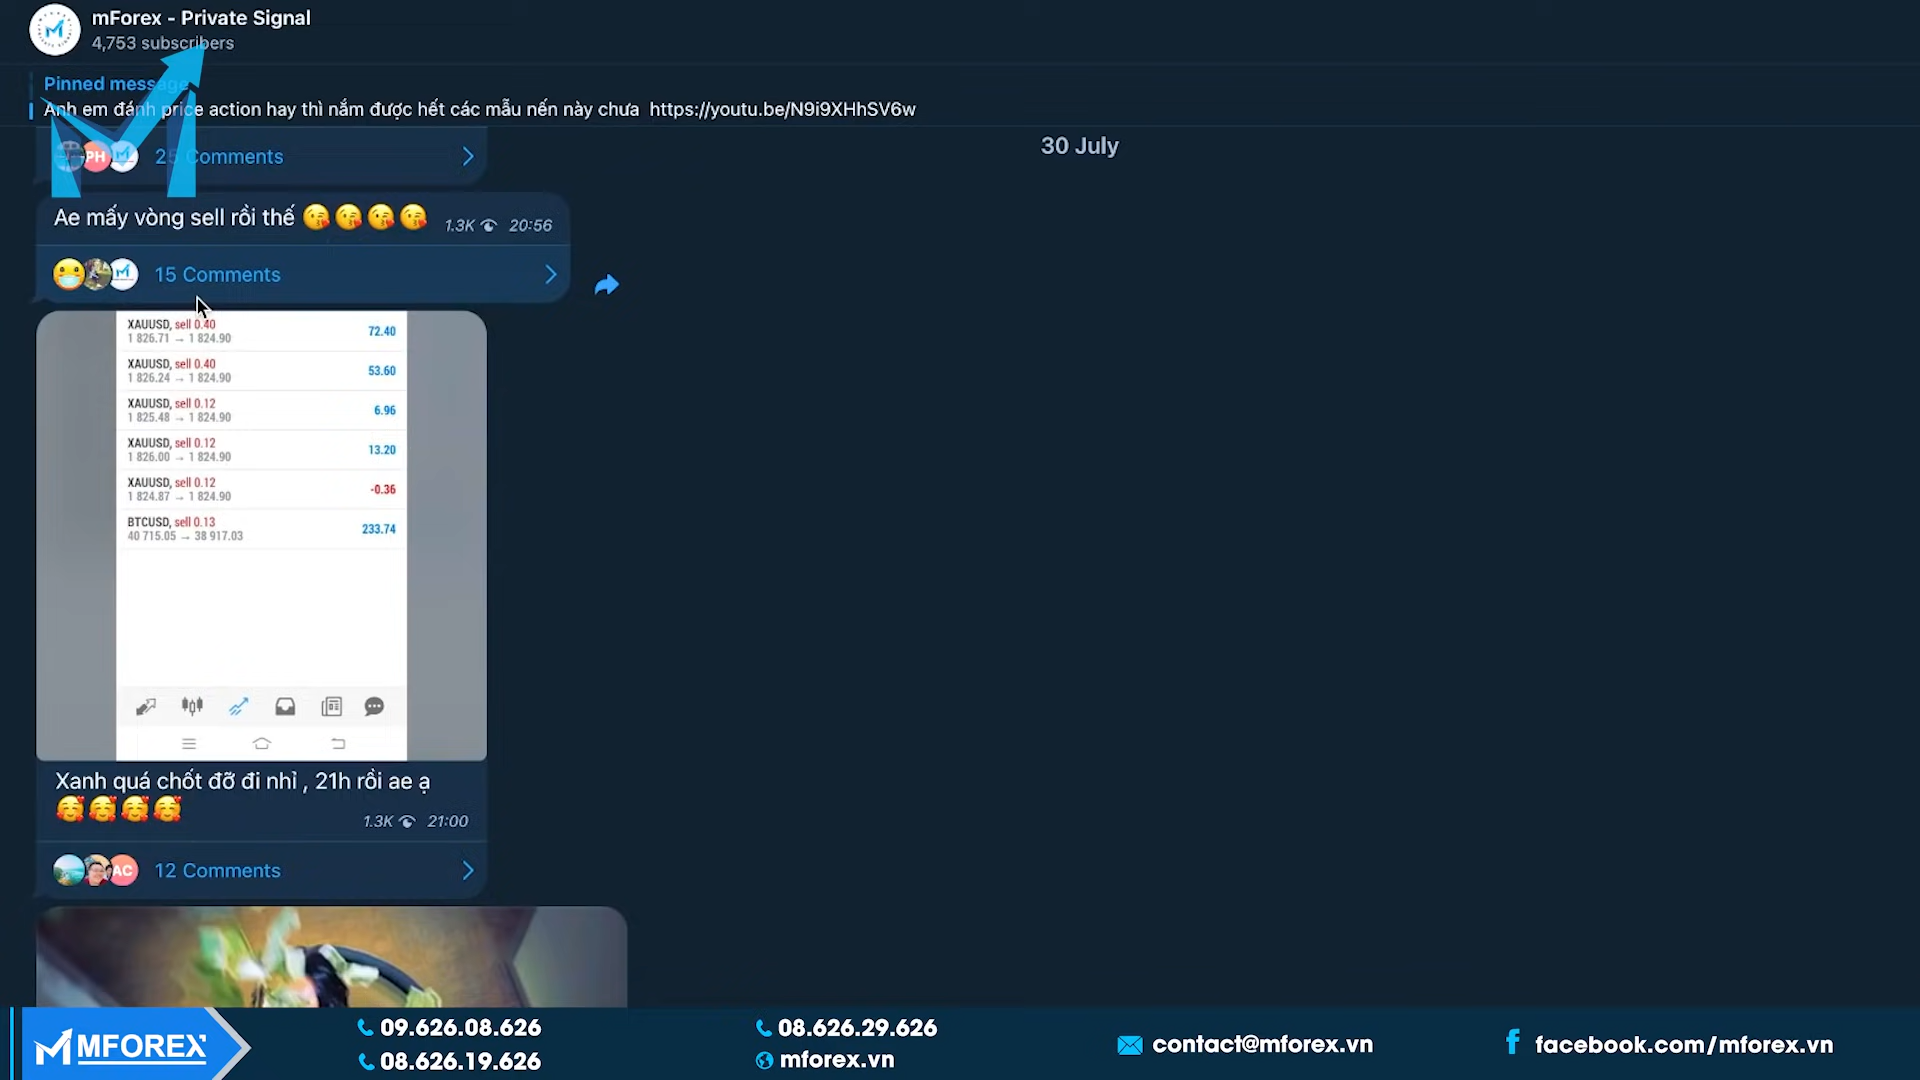 mForex - Private Signal
4,753 subscribers
Pinned message
Anh em đánh price action hay thì nắm được hết các mẫu nến này chưa https://youtu.be/N9i9XHhSV6w
30 July
PH 25 Comments
Ae mấy vòng sell rồi thế 😘😘😘😘 1.3K 20:56
15 Comments
XAUUSD, sell 0.40
1 826.71 → 1 824.90 72.40
XAUUSD, sell 0.40
1 826.24 → 1 824.90 53.60
XAUUSD, sell 0.12
1 825.48 → 1 824.90 6.96
XAUUSD, sell 0.12
1 826.00 → 1 824.90 13.20
XAUUSD, sell 0.12
1 824.87 → 1 824.90 -0.36
BTCUSD, sell 0.13
40 715.05 → 38 917.03 233.74
Xanh quá chốt đỡ đi nhỉ , 21h rồi ae ạ
🥰🥰🥰🥰 1.3K 21:00
AC 12 Comments
MFOREX
09.626.08.626
08.626.19.626
08.626.29.626
mforex.vn
contact@mforex.vn
facebook.com/mforex.vn